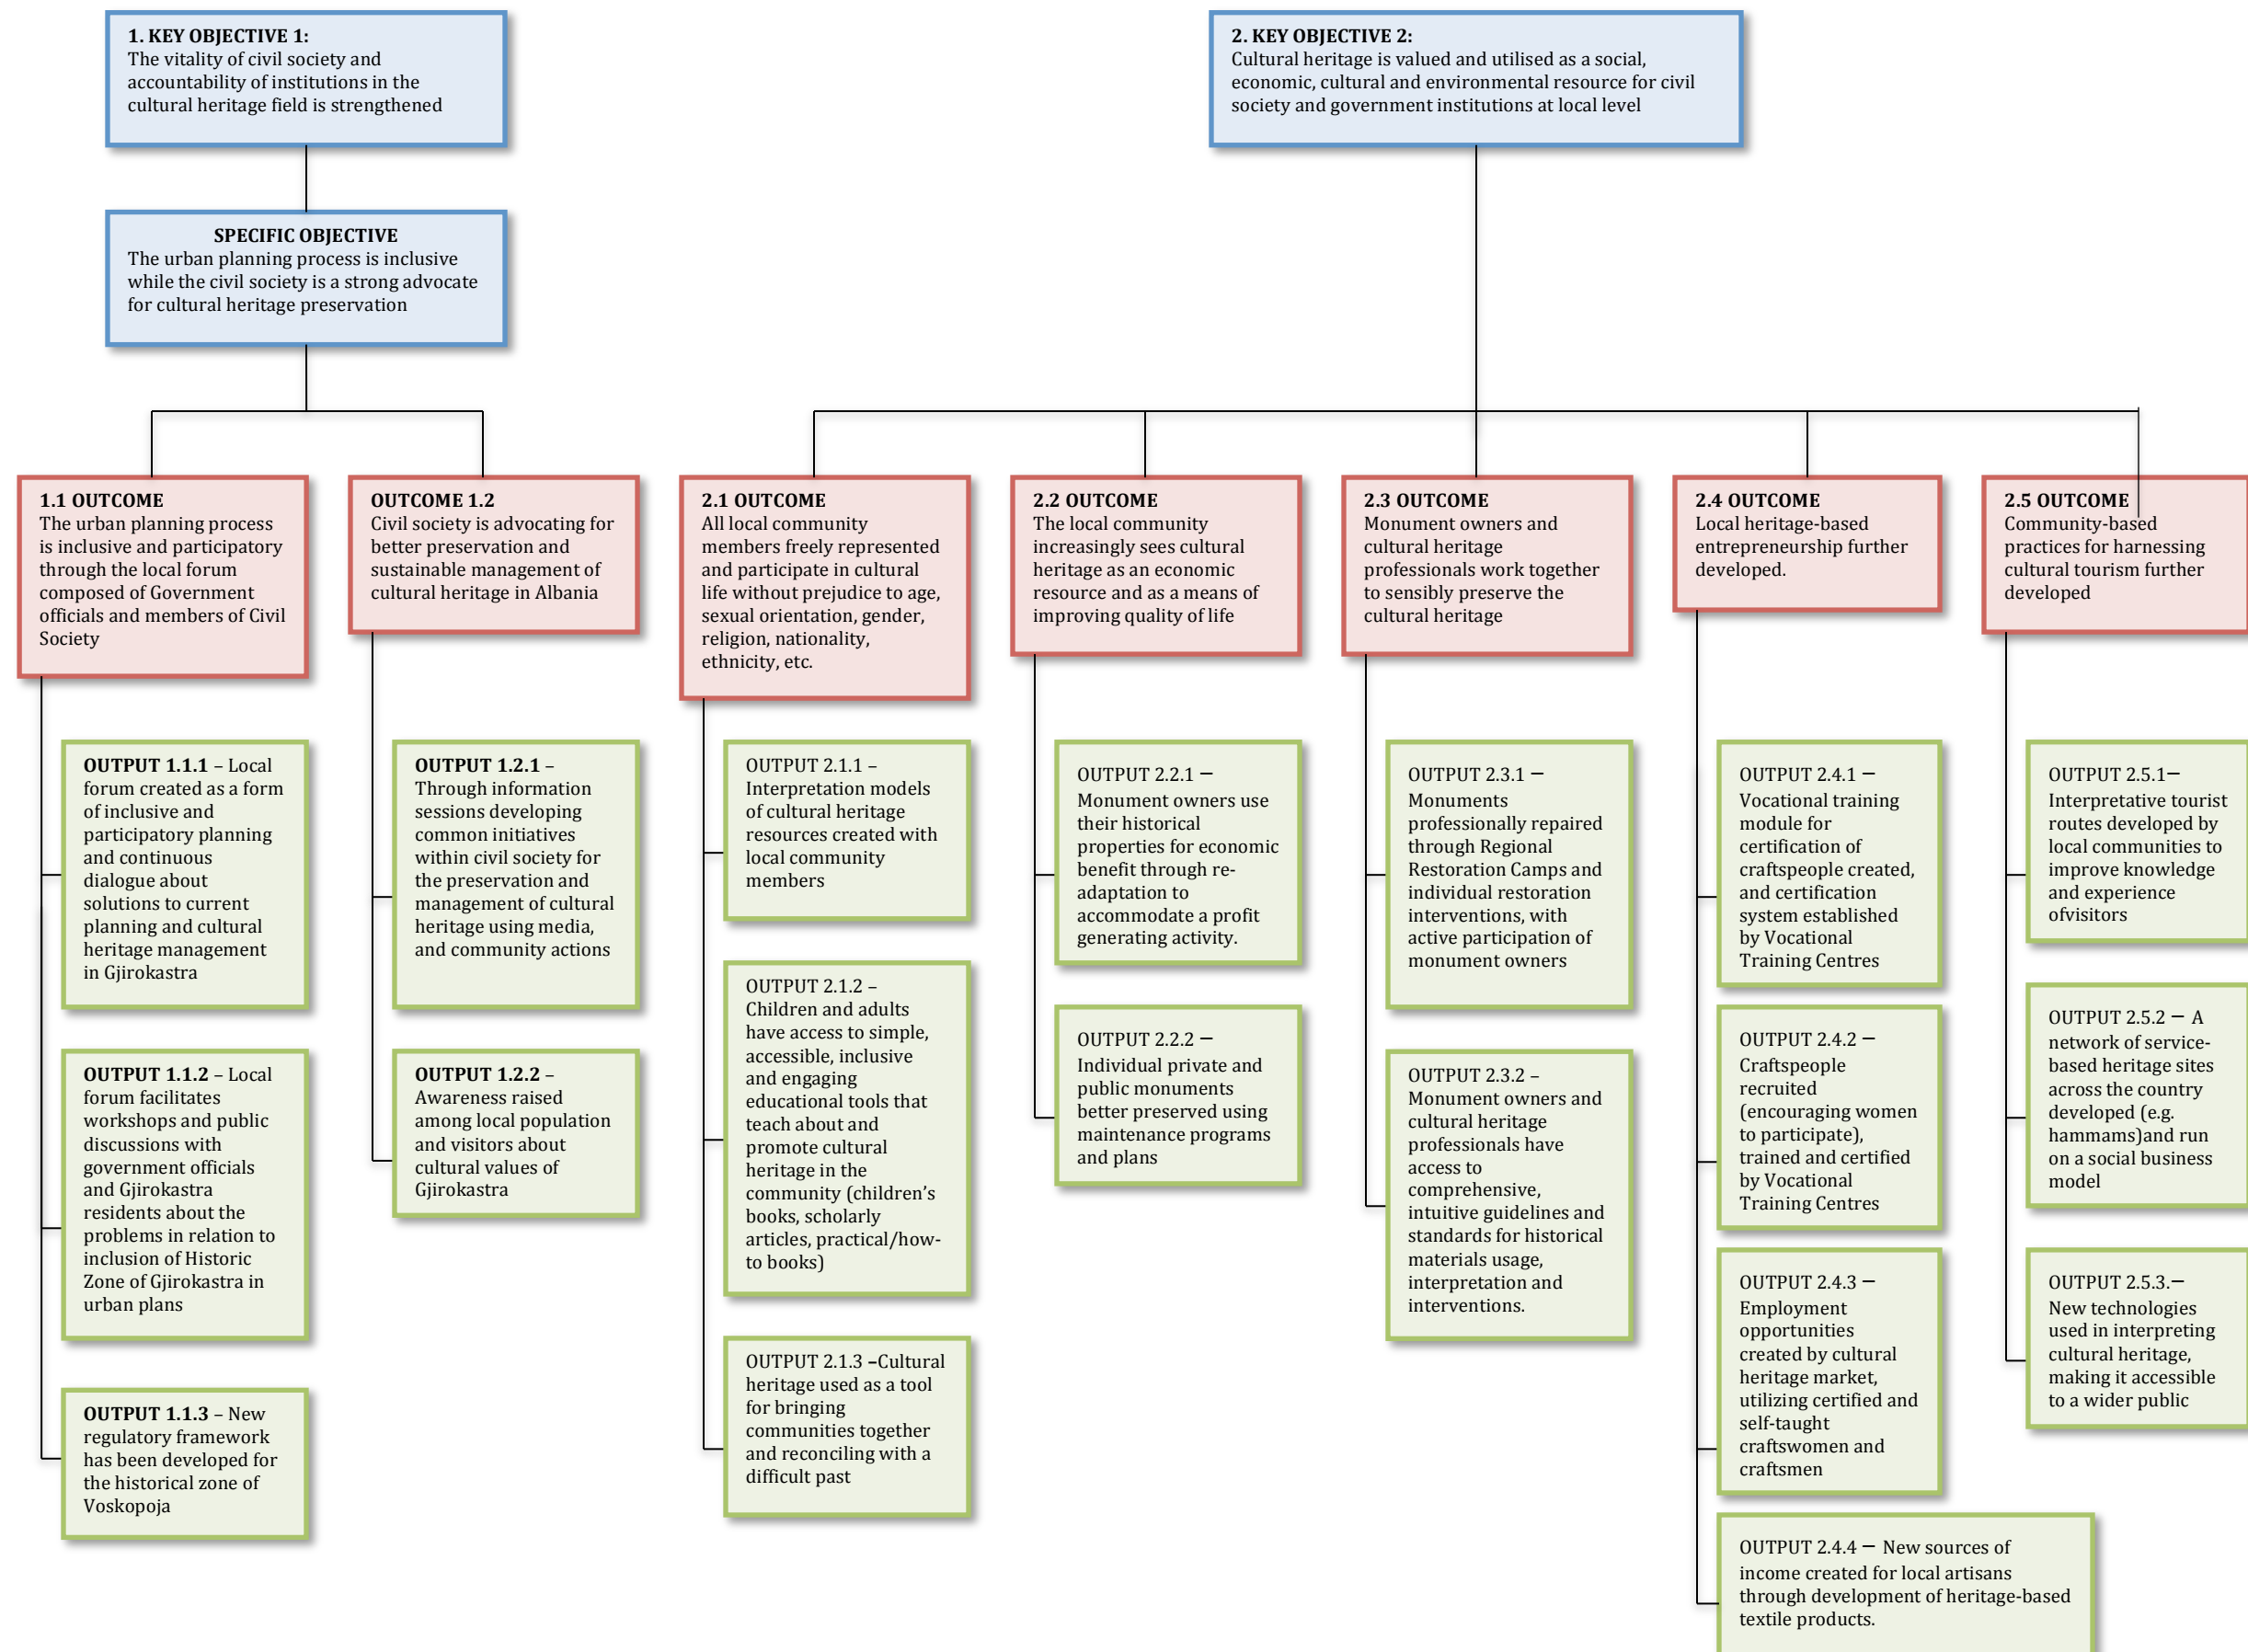 1. KEY OBJECTIVE 1:
The vitality of civil society and
accountability of institutions in the
cultural heritage field is strengthened
2. KEY OBJECTIVE 2:
Cultural heritage is valued and utilised as a social,
economic, cultural and environmental resource for civil
society and government institutions at local level
SPECIFIC OBJECTIVE
The urban planning process is inclusive
while the civil society is a strong advocate
for cultural heritage preservation
1.1 OUTCOME
The urban planning process
is inclusive and participatory
through the local forum
composed of Government
officials and members of Civil
Society
OUTCOME 1.2
Civil society is advocating for
better preservation and
sustainable management of
cultural heritage in Albania
2.1 OUTCOME
All local community
members freely represented
and participate in cultural
life without prejudice to age,
sexual orientation, gender,
religion, nationality,
ethnicity, etc.
2.2 OUTCOME
The local community
increasingly sees cultural
heritage as an economic
resource and as a means of
improving quality of life
2.3 OUTCOME
Monument owners and
cultural heritage
professionals work together
to sensibly preserve the
cultural heritage
2.4 OUTCOME
Local heritage-based
entrepreneurship further
developed.
2.5 OUTCOME
Community-based
practices for harnessing
cultural tourism further
developed
OUTPUT 1.1.1 – Local
forum created as a form
of inclusive and
participatory planning
and continuous
dialogue about
solutions to current
planning and cultural
heritage management
in Gjirokastra
OUTPUT 1.1.2 – Local
forum facilitates
workshops and public
discussions with
government officials
and Gjirokastra
residents about the
problems in relation to
inclusion of Historic
Zone of Gjirokastra in
urban plans
OUTPUT 1.1.3 – New
regulatory framework
has been developed for
the historical zone of
Voskopoja
OUTPUT 1.2.1 –
Through information
sessions developing
common initiatives
within civil society for
the preservation and
management of cultural
heritage using media,
and community actions
OUTPUT 1.2.2 –
Awareness raised
among local population
and visitors about
cultural values of
Gjirokastra
OUTPUT 2.1.1 –
Interpretation models
of cultural heritage
resources created with
local community
members
OUTPUT 2.1.2 –
Children and adults
have access to simple,
accessible, inclusive
and engaging
educational tools that
teach about and
promote cultural
heritage in the
community (children’s
books, scholarly
articles, practical/how-
to books)
OUTPUT 2.1.3 –Cultural
heritage used as a tool
for bringing
communities together
and reconciling with a
difficult past
OUTPUT 2.2.1 –
Monument owners use
their historical
properties for economic
benefit through re-
adaptation to
accommodate a profit
generating activity.
OUTPUT 2.2.2 –
Individual private and
public monuments
better preserved using
maintenance programs
and plans
OUTPUT 2.3.1 –
Monuments
professionally repaired
through Regional
Restoration Camps and
individual restoration
interventions, with
active participation of
monument owners
OUTPUT 2.3.2 –
Monument owners and
cultural heritage
professionals have
access to
comprehensive,
intuitive guidelines and
standards for historical
materials usage,
interpretation and
interventions.
OUTPUT 2.4.1 –
Vocational training
module for
certification of
craftspeople created,
and certification
system established
by Vocational
Training Centres
OUTPUT 2.4.2 –
Craftspeople
recruited
(encouraging women
to participate),
trained and certified
by Vocational
Training Centres
OUTPUT 2.4.3 –
Employment
opportunities
created by cultural
heritage market,
utilizing certified and
self-taught
craftswomen and
craftsmen
OUTPUT 2.4.4 – New sources of
income created for local artisans
through development of heritage-based
textile products.
OUTPUT 2.5.1–
Interpretative tourist
routes developed by
local communities to
improve knowledge
and experience
ofvisitors
OUTPUT 2.5.2 – A
network of service-
based heritage sites
across the country
developed (e.g.
hammams)and run
on a social business
model
OUTPUT 2.5.3.–
New technologies
used in interpreting
cultural heritage,
making it accessible
to a wider public